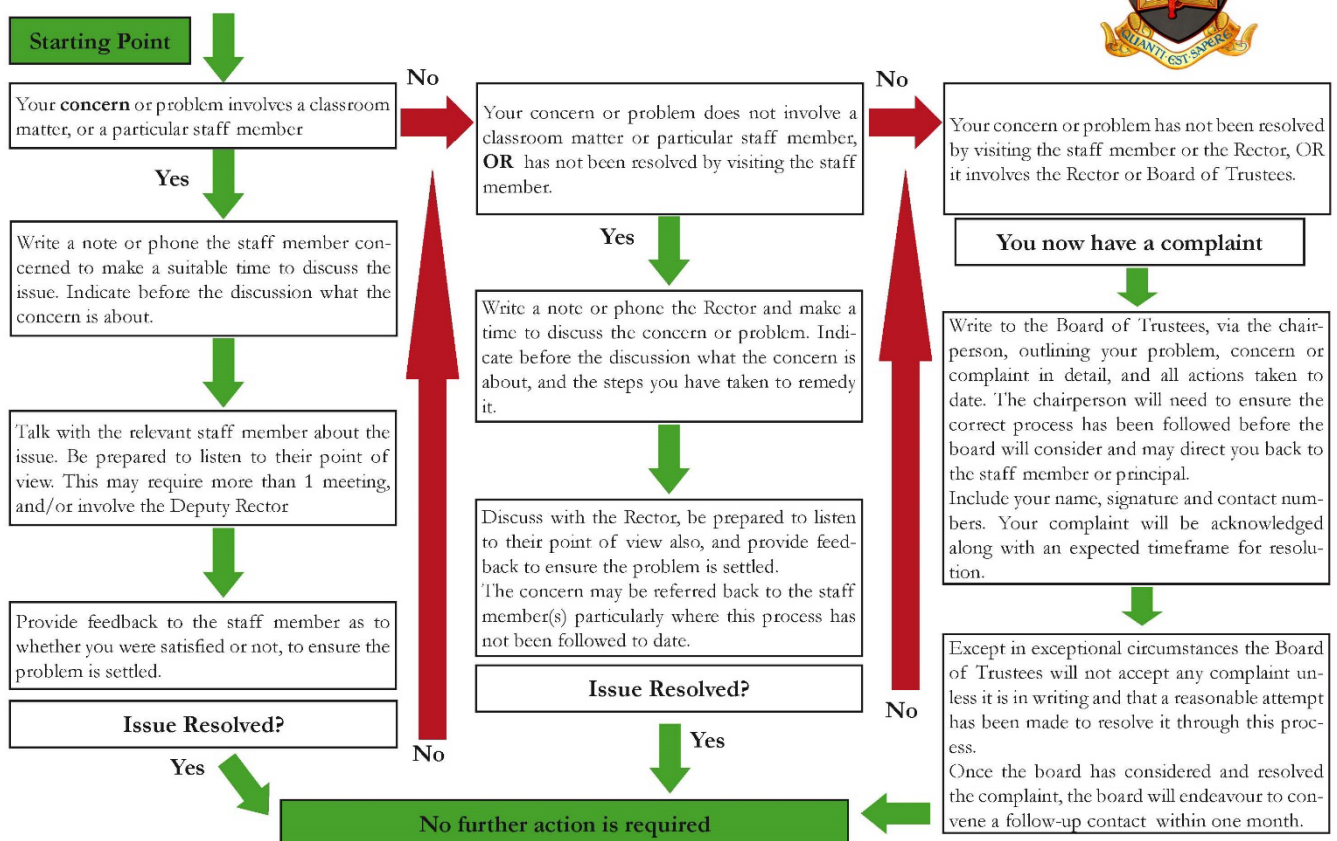 QUANTI·EST·SAPERE
Starting Point
Your concern or problem involves a classroom
matter, or a particular staff member
Yes
Write a note or phone the staff member con-
cerned to make a suitable time to discuss the
issue. Indicate before the discussion what the
concern is about.
Talk with the relevant staff member about the
issue. Be prepared to listen to their point of
view. This may require more than 1 meeting,
and/or involve the Deputy Rector
Provide feedback to the staff member as to
whether you were satisfied or not, to ensure the
problem is settled.
Issue Resolved?
Yes
No
No
Your concern or problem does not involve a
classroom matter or particular staff member,
OR has not been resolved by visiting the staff
member.
Yes
Write a note or phone the Rector and make a
time to discuss the concern or problem. Indi-
cate before the discussion what the concern is
about, and the steps you have taken to remedy
it.
Discuss with the Rector, be prepared to listen
to their point of view also, and provide feed-
back to ensure the problem is settled.
The concern may be referred back to the staff
member(s) particularly where this process has
not been followed to date.
Issue Resolved?
Yes
No
No
Your concern or problem has not been resolved
by visiting the staff member or the Rector, OR
it involves the Rector or Board of Trustees.
You now have a complaint
Write to the Board of Trustees, via the chair-
person, outlining your problem, concern or
complaint in detail, and all actions taken to
date. The chairperson will need to ensure the
correct process has been followed before the
board will consider and may direct you back to
the staff member or principal.
Include your name, signature and contact num-
bers. Your complaint will be acknowledged
along with an expected timeframe for resolu-
tion.
Except in exceptional circumstances the Board
of Trustees will not accept any complaint un-
less it is in writing and that a reasonable attempt
has been made to resolve it through this proc-
ess.
Once the board has considered and resolved
the complaint, the board will endeavour to con-
vene a follow-up contact within one month.
No further action is required